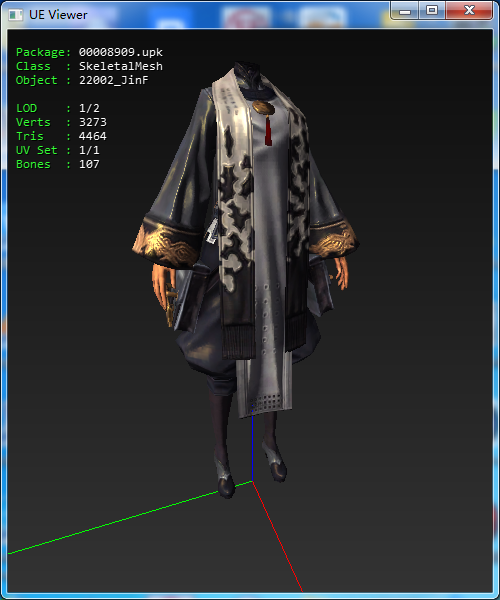 UE Viewer
Package: 00008909.upk
Class : SkeletalMesh
Object : 22002_JinF
LOD : 1/2
Verts : 3273
Tris : 4464
UV Set : 1/1
Bones : 107